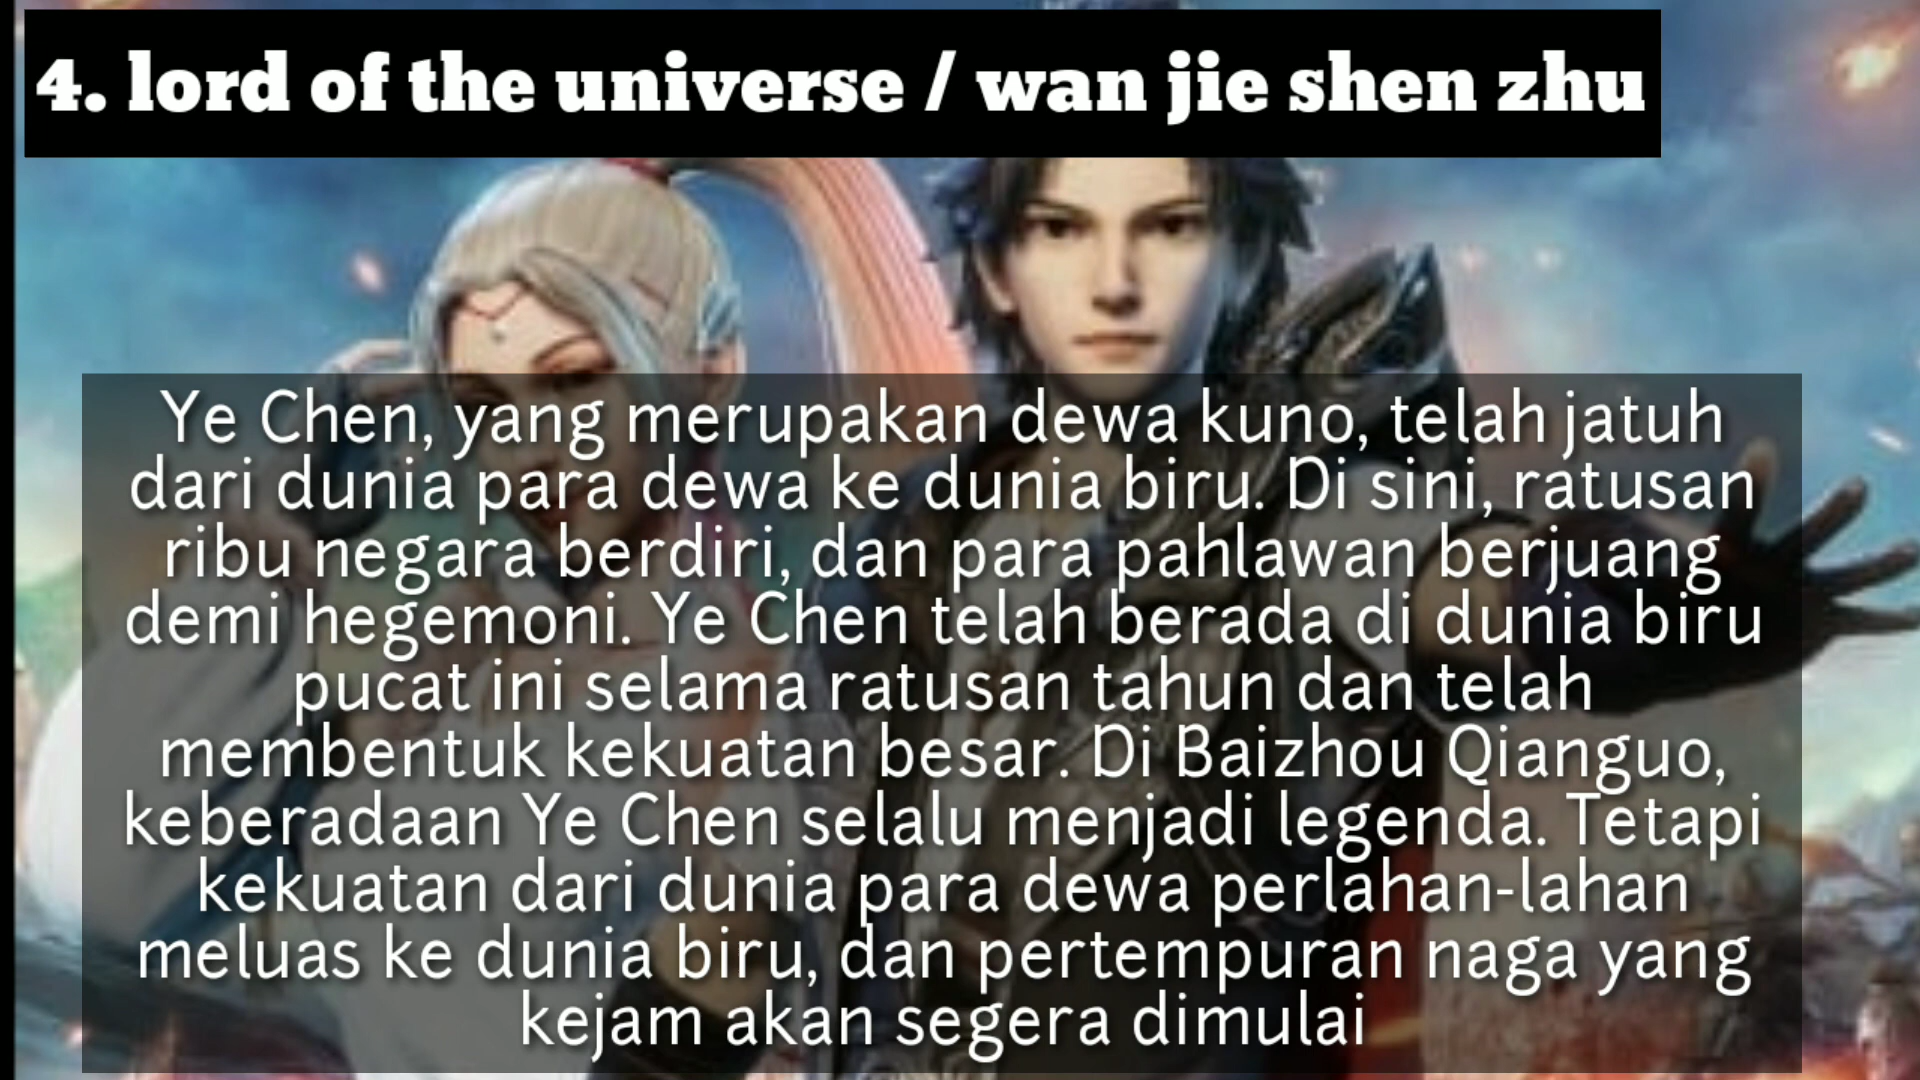 4. lord of the universe / wan jie shen zhu
Ye Chen, yang merupakan dewa kuno, telah jatuh
dari dunia para dewa ke dunia biru. Di sini, ratusan
ribu negara berdiri, dan para pahlawan berjuang
demi hegemoni. Ye Chen telah berada di dunia biru
pucat ini selama ratusan tahun dan telah
membentuk kekuatan besar. Di Baizhou Qianguo,
keberadaan Ye Chen selalu menjadi legenda. Tetapi
kekuatan dari dunia para dewa perlahan-lahan
meluas ke dunia biru, dan pertempuran naga yang
kejam akan segera dimulai